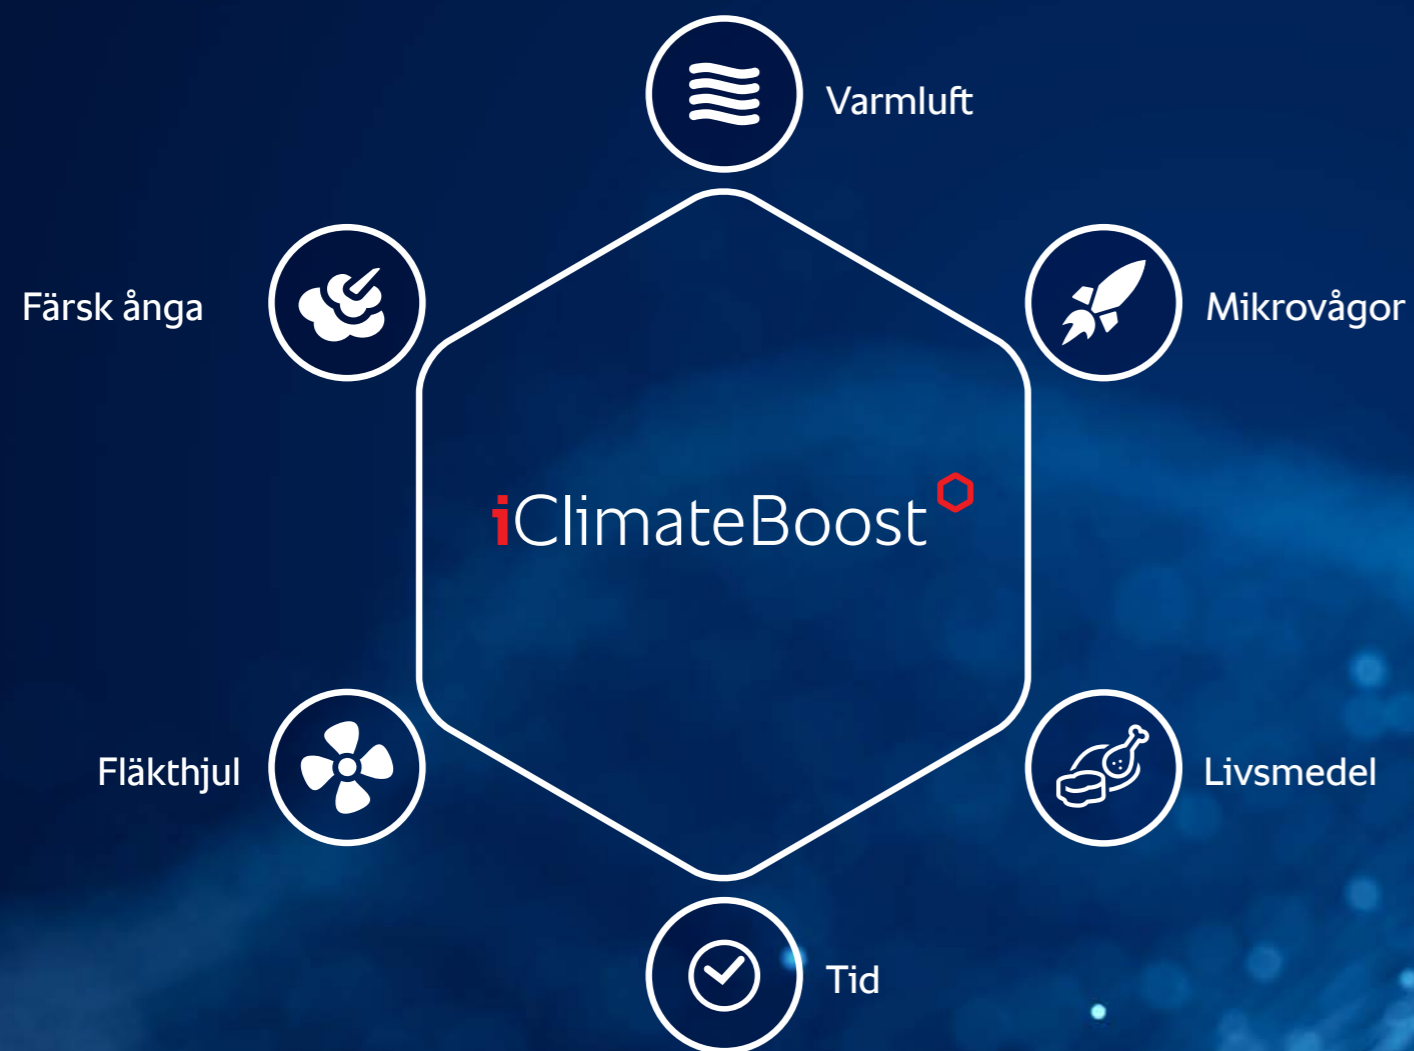 Varmluft
Färsk ånga
Mikrovågor
iClimateBoost
Fläkthjul
Livsmedel
Tid